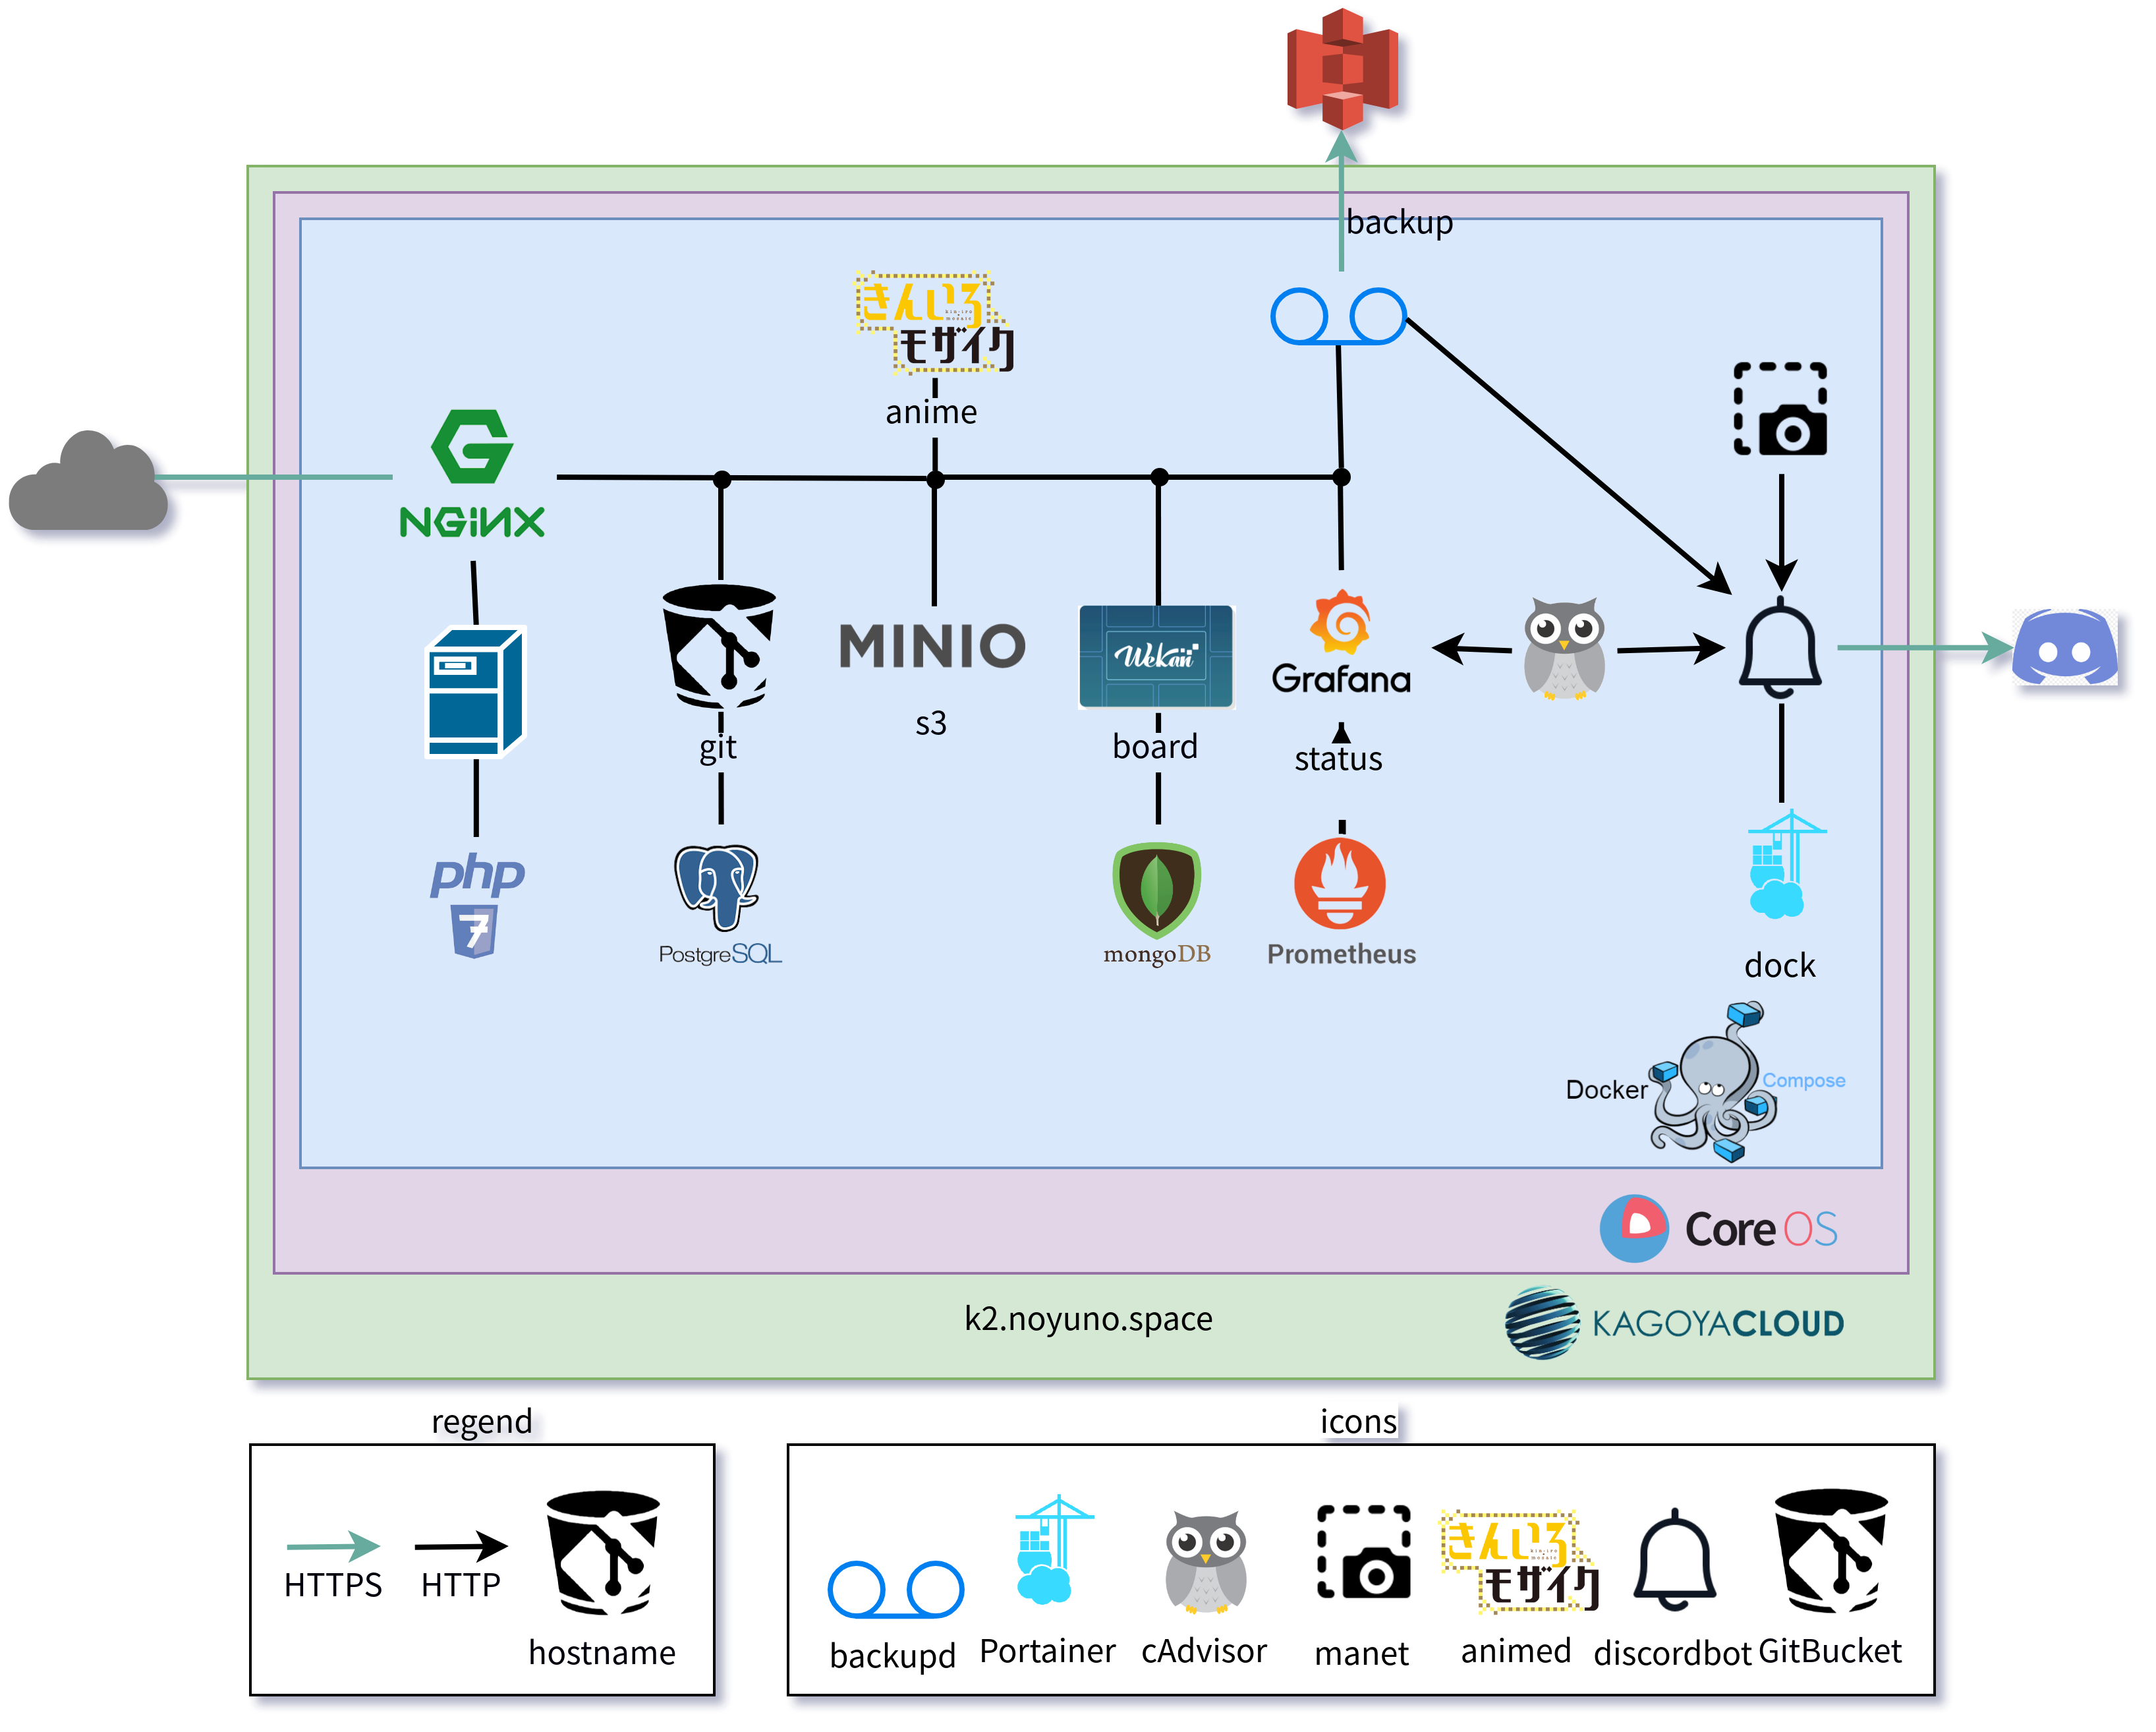 backup
きんいろ
モザイク
anime
NGiNX
MINIO
s3
WeKan
git
board
Grafana
status
php
7
PostgreSQL
mongoDB
Prometheus
dock
Docker
Compose
CoreOS
k2.noyuno.space
KAGOYACLOUD
regend
icons
HTTPS
HTTP
hostname
きんいろ
モザイク
backupd
Portainer
cAdvisor
manet
animed
discordbot
GitBucket